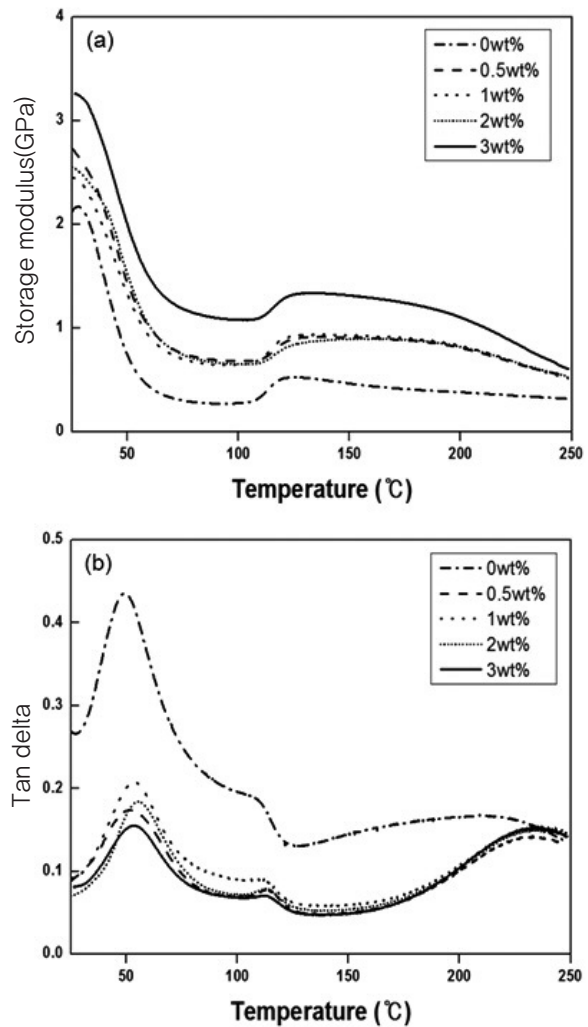 (a)
0wt%
0.5wt%
1wt%
2wt%
3wt%
4
3
2
1
0
Storage modulus(GPa)
50
100
150
200
250
Temperature (℃)
(b)
0wt%
0.5wt%
1wt%
2wt%
3wt%
0.5
0.4
0.3
0.2
0.1
0.0
Tan delta
50
100
150
200
250
Temperature (℃)